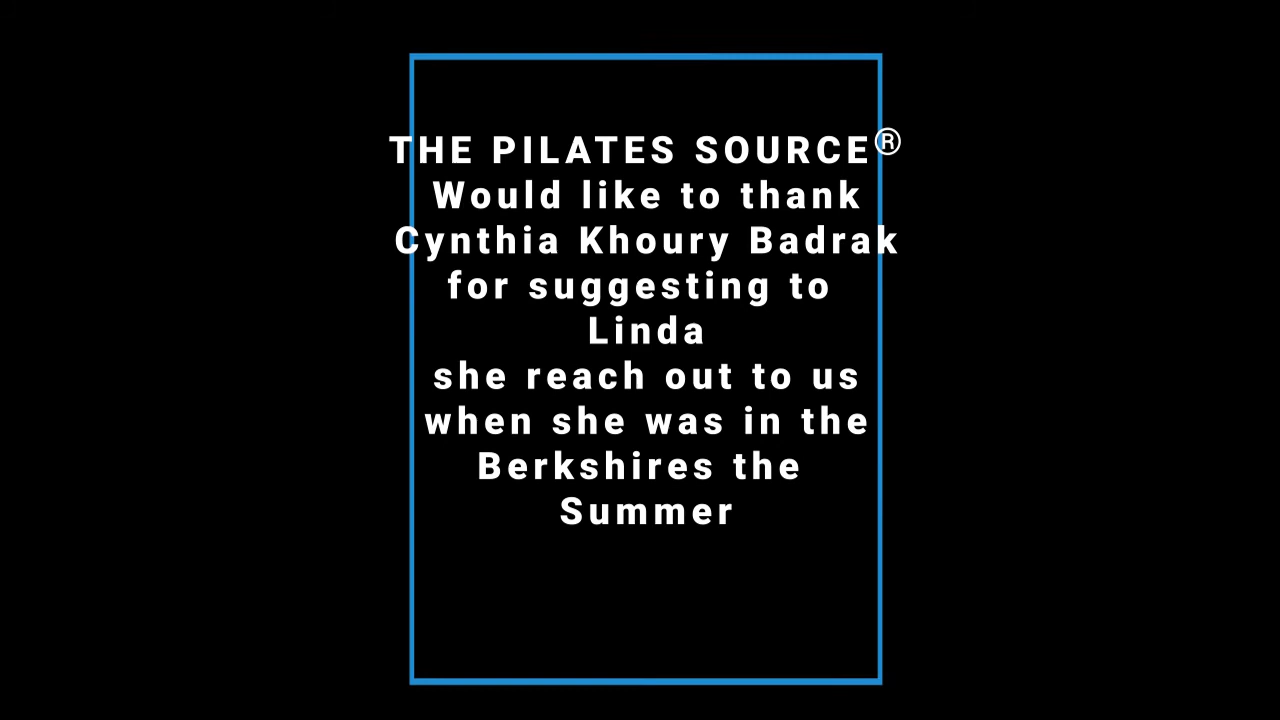 THE PILATES SOURCE®
Would like to thank
Cynthia Khoury Badrak
for suggesting to
Linda
she reach out to us
when she was in the
Berkshires the
Summer